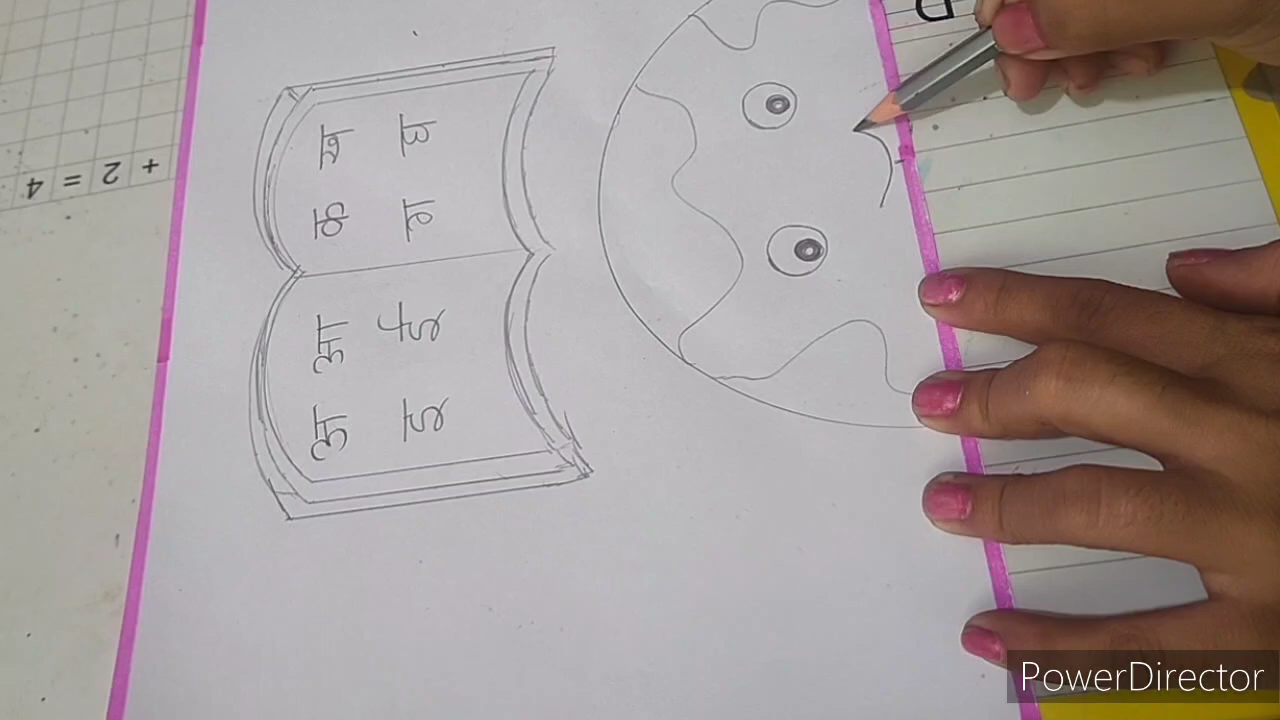 अ आ
इ ई
क ख
ग घ
+ 2 = 4
PowerDirector